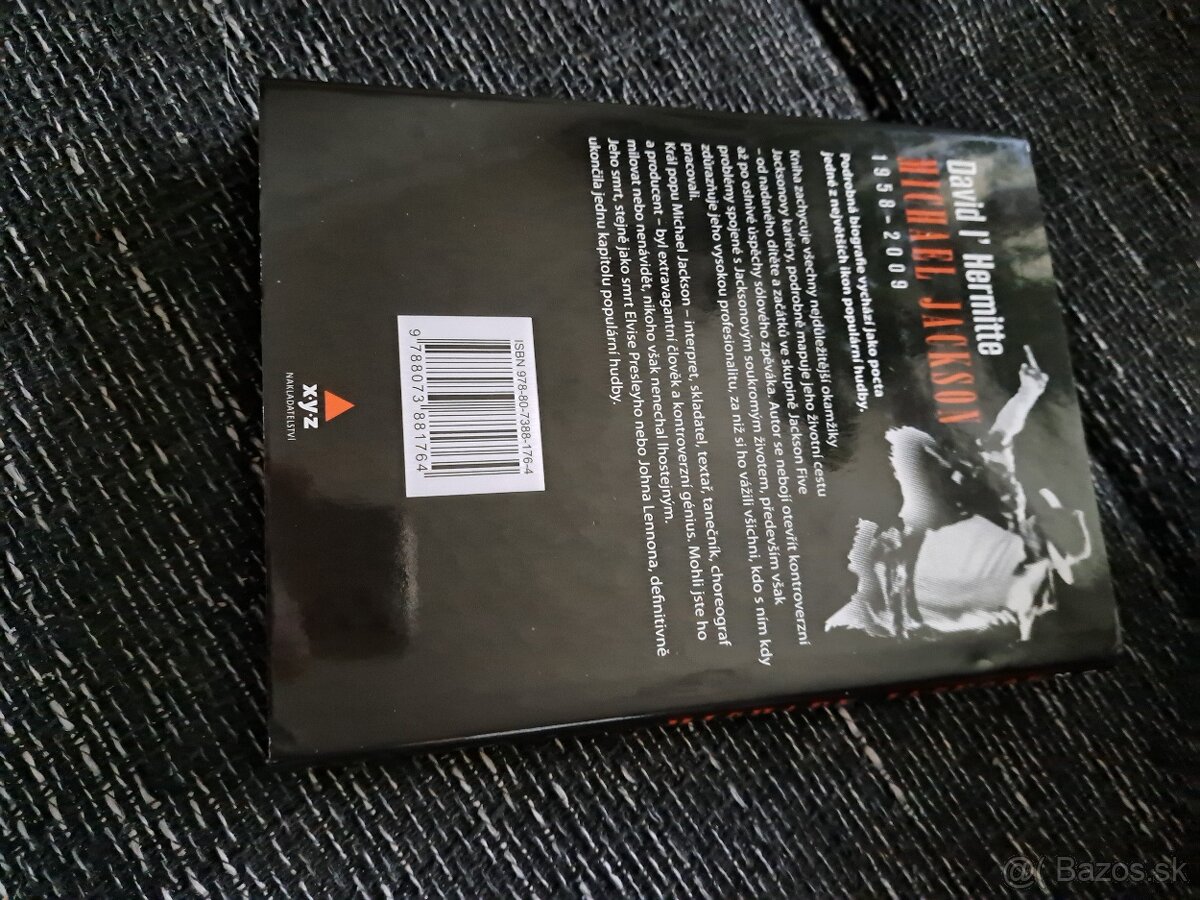 David l' Hermitte
MICHAEL JACKSON
1958 - 2009
Podrobná biografie vychází jako pocta
jedné z největších ikon populární hudby.
Kniha zachycuje všechny nejdůležitější okamžiky
Jacksonovy kariéry, podrobně mapuje jeho životní cestu
– od nadaného dítěte a začátků ve skupině Jackson Five
až po oslnivé úspěchy sólového zpěváka. Autor se nebojí otevřít kontroverzní
problémy spojené s Jacksonovým soukromým životem, především však
zdůrazňuje jeho vysokou profesionalitu, za niž si ho vážili všichni, kdo s ním kdy
pracovali.
Král popu Michael Jackson – interpret, skladatel, textař, tanečník, choreograf
a producent – byl extravagantní člověk a kontroverzní génius. Mohli jste ho
milovat nebo nenávidět, nikoho však nenechal lhostejným.
Jeho smrt, stejně jako smrt Elvise Presleyho nebo Johna Lennona, definitivně
ukončila jednu kapitolu populární hudby.
ISBN 978-80-7388-176-4
9 788073 881764
x·y·z
NAKLADATELSTVÍ
MICHAEL JACKSON
@( Bazos.sk